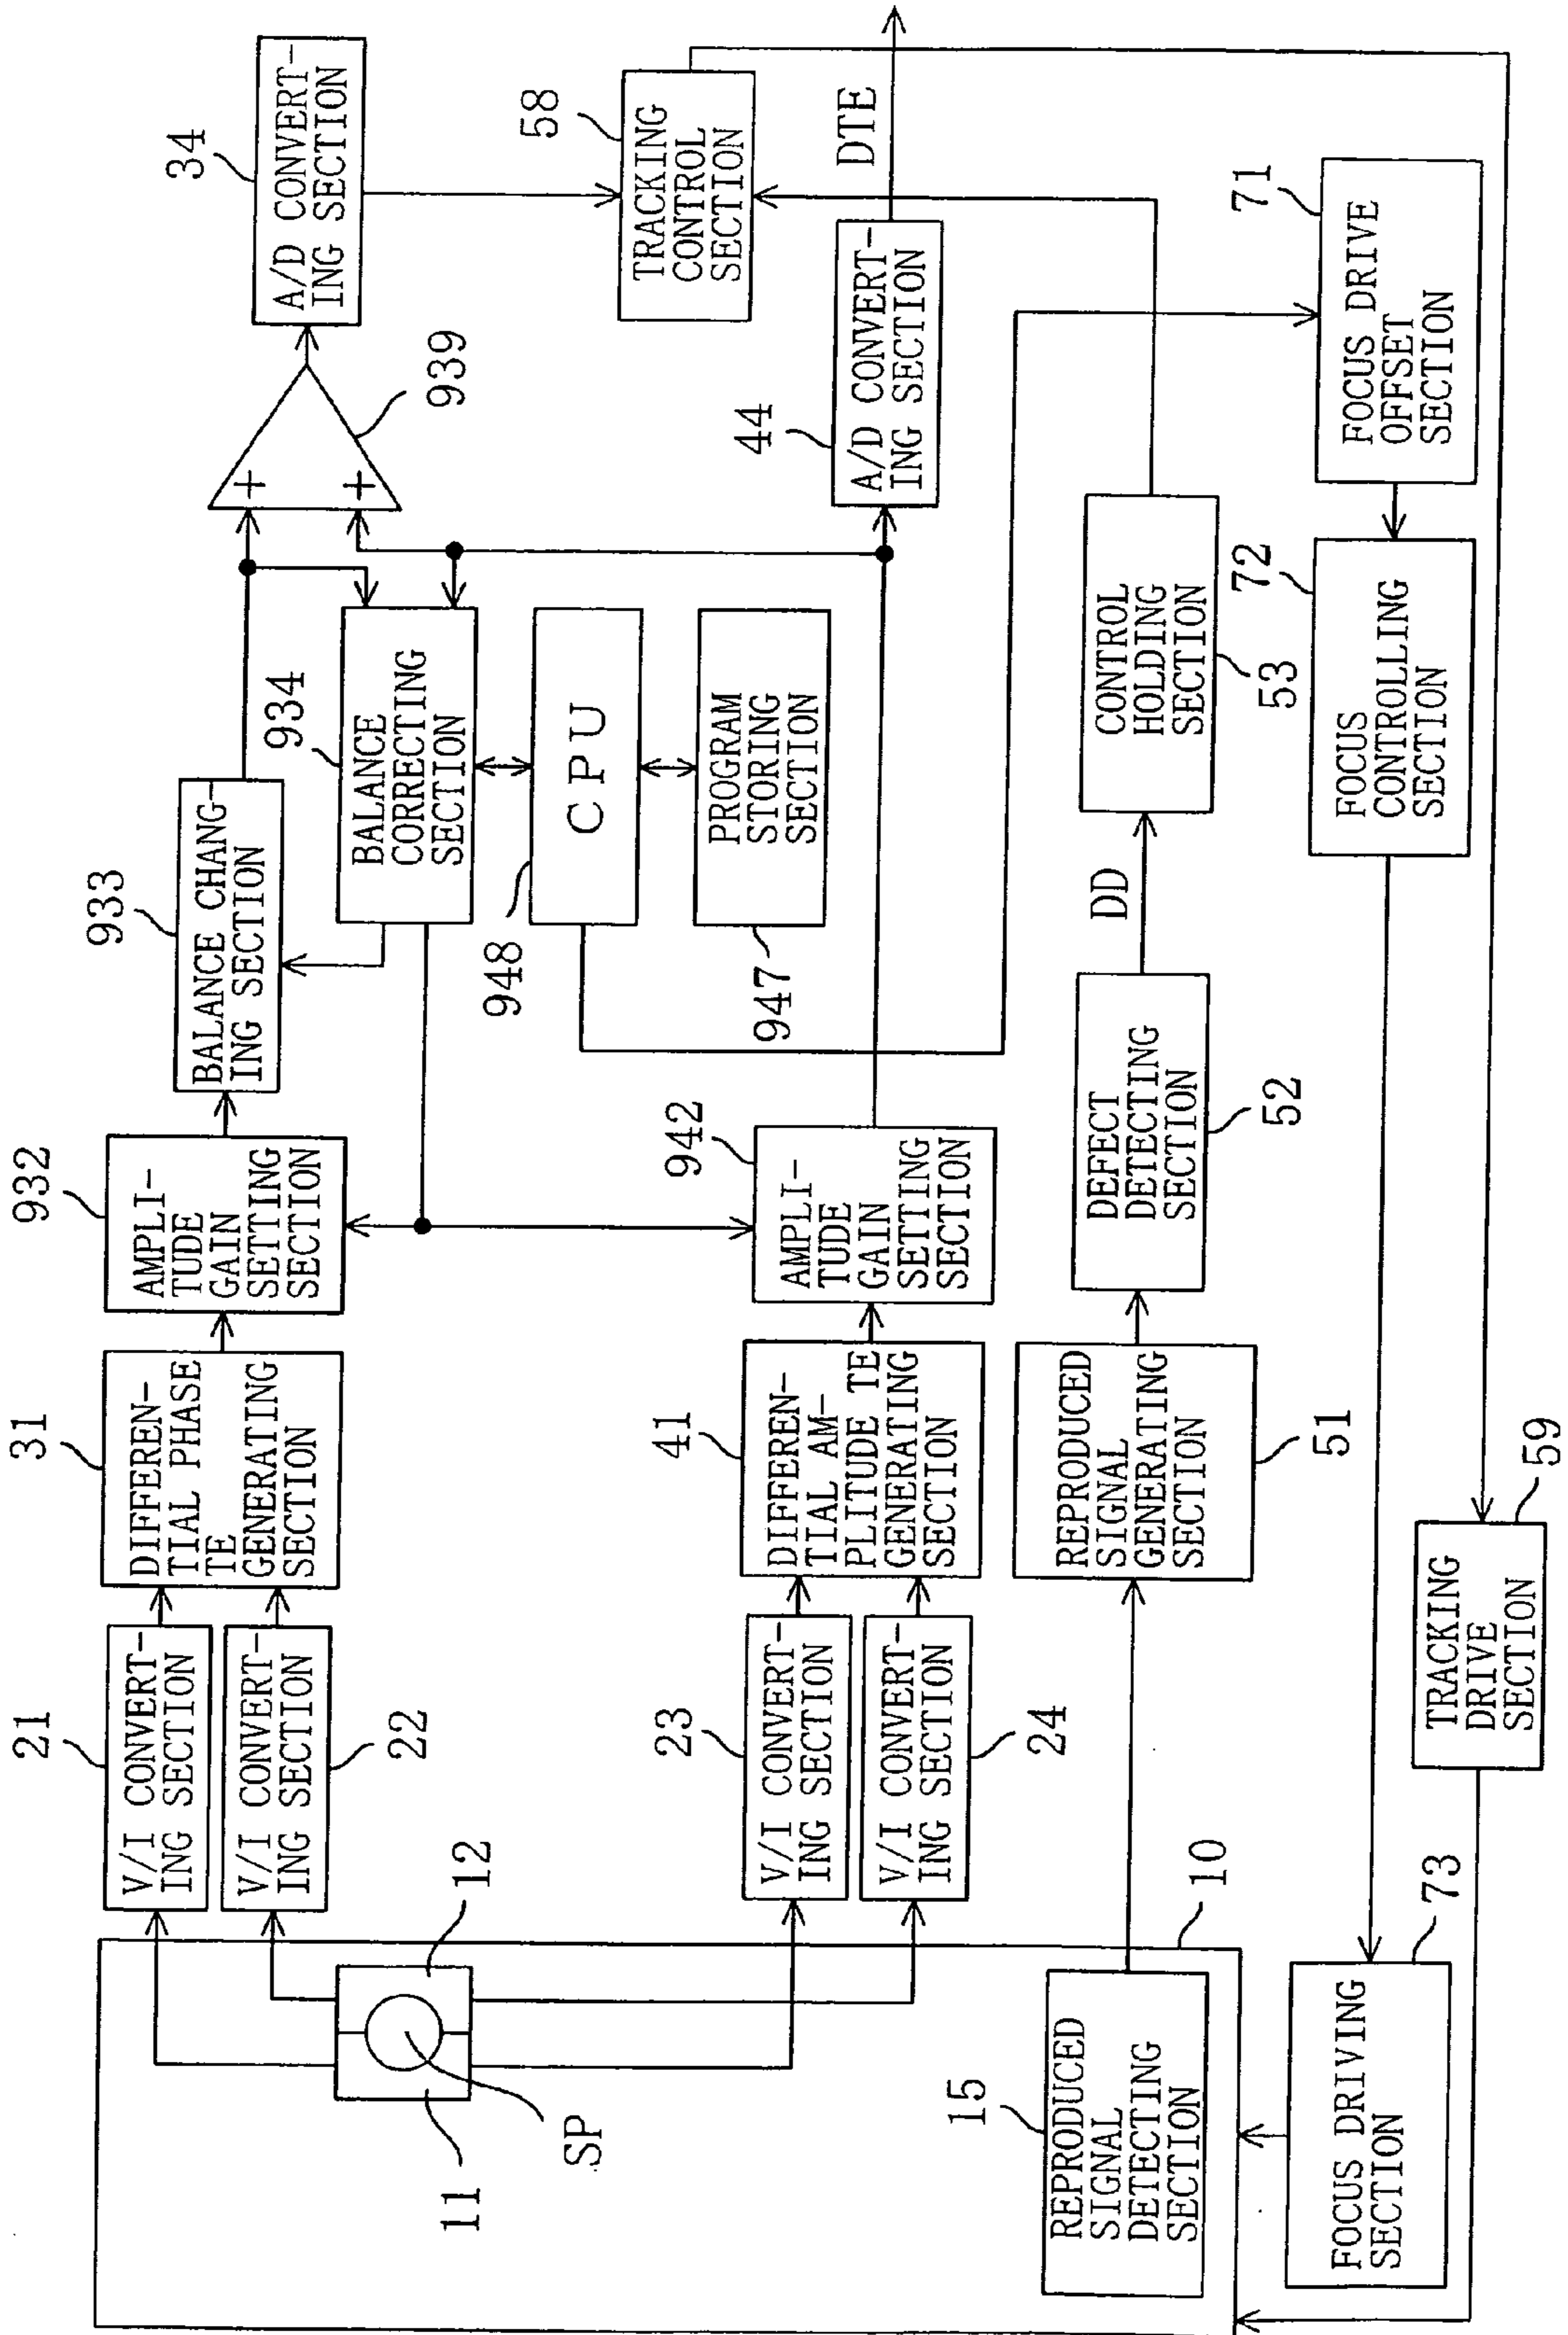 21
V/I CONVERT-
ING SECTION
V/I CONVERT-
ING SECTION
22
31
DIFFEREN-
TIAL PHASE
TE
GENERATING
SECTION
932
AMPLI-
TUDE
GAIN
SETTING
SECTION
933
BALANCE CHANG-
ING SECTION
934
BALANCE
CORRECTING
SECTION
948
CPU
947
PROGRAM
STORING
SECTION
+
+
939
34
A/D CONVERT-
ING SECTION
58
TRACKING
CONTROL
SECTION
11
12
SP
23
V/I CONVERT-
ING SECTION
V/I CONVERT-
ING SECTION
24
41
DIFFEREN-
TIAL AM-
PLITUDE TE
GENERATING
SECTION
942
AMPLI-
TUDE
GAIN
SETTING
SECTION
44
A/D CONVERT-
ING SECTION
DTE
15
REPRODUCED
SIGNAL
DETECTING
SECTION
10
REPRODUCED
SIGNAL
GENERATING
SECTION
51
DEFECT
DETECTING
SECTION
52
DD
CONTROL
HOLDING
SECTION
53
71
FOCUS DRIVE
OFFSET
SECTION
72
FOCUS
CONTROLLING
SECTION
73
FOCUS DRIVING
SECTION
TRACKING
DRIVE
SECTION
59